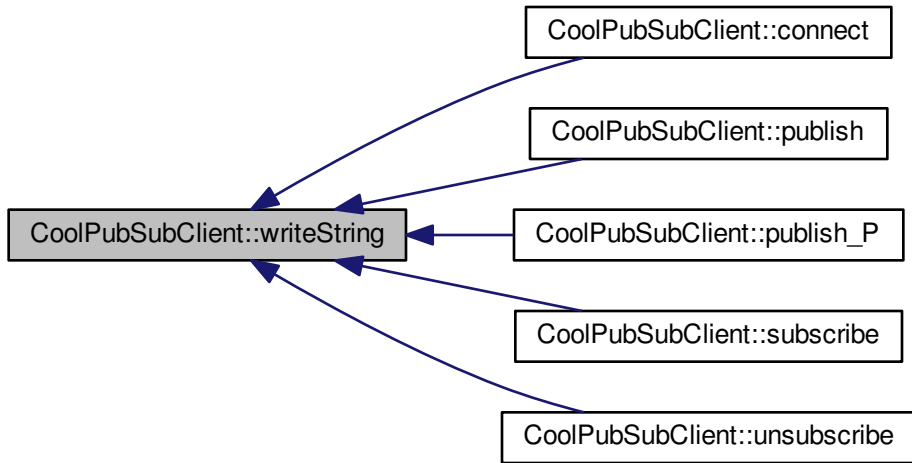 CoolPubSubClient::connect
CoolPubSubClient::publish
CoolPubSubClient::writeString
CoolPubSubClient::publish_P
CoolPubSubClient::subscribe
CoolPubSubClient::unsubscribe